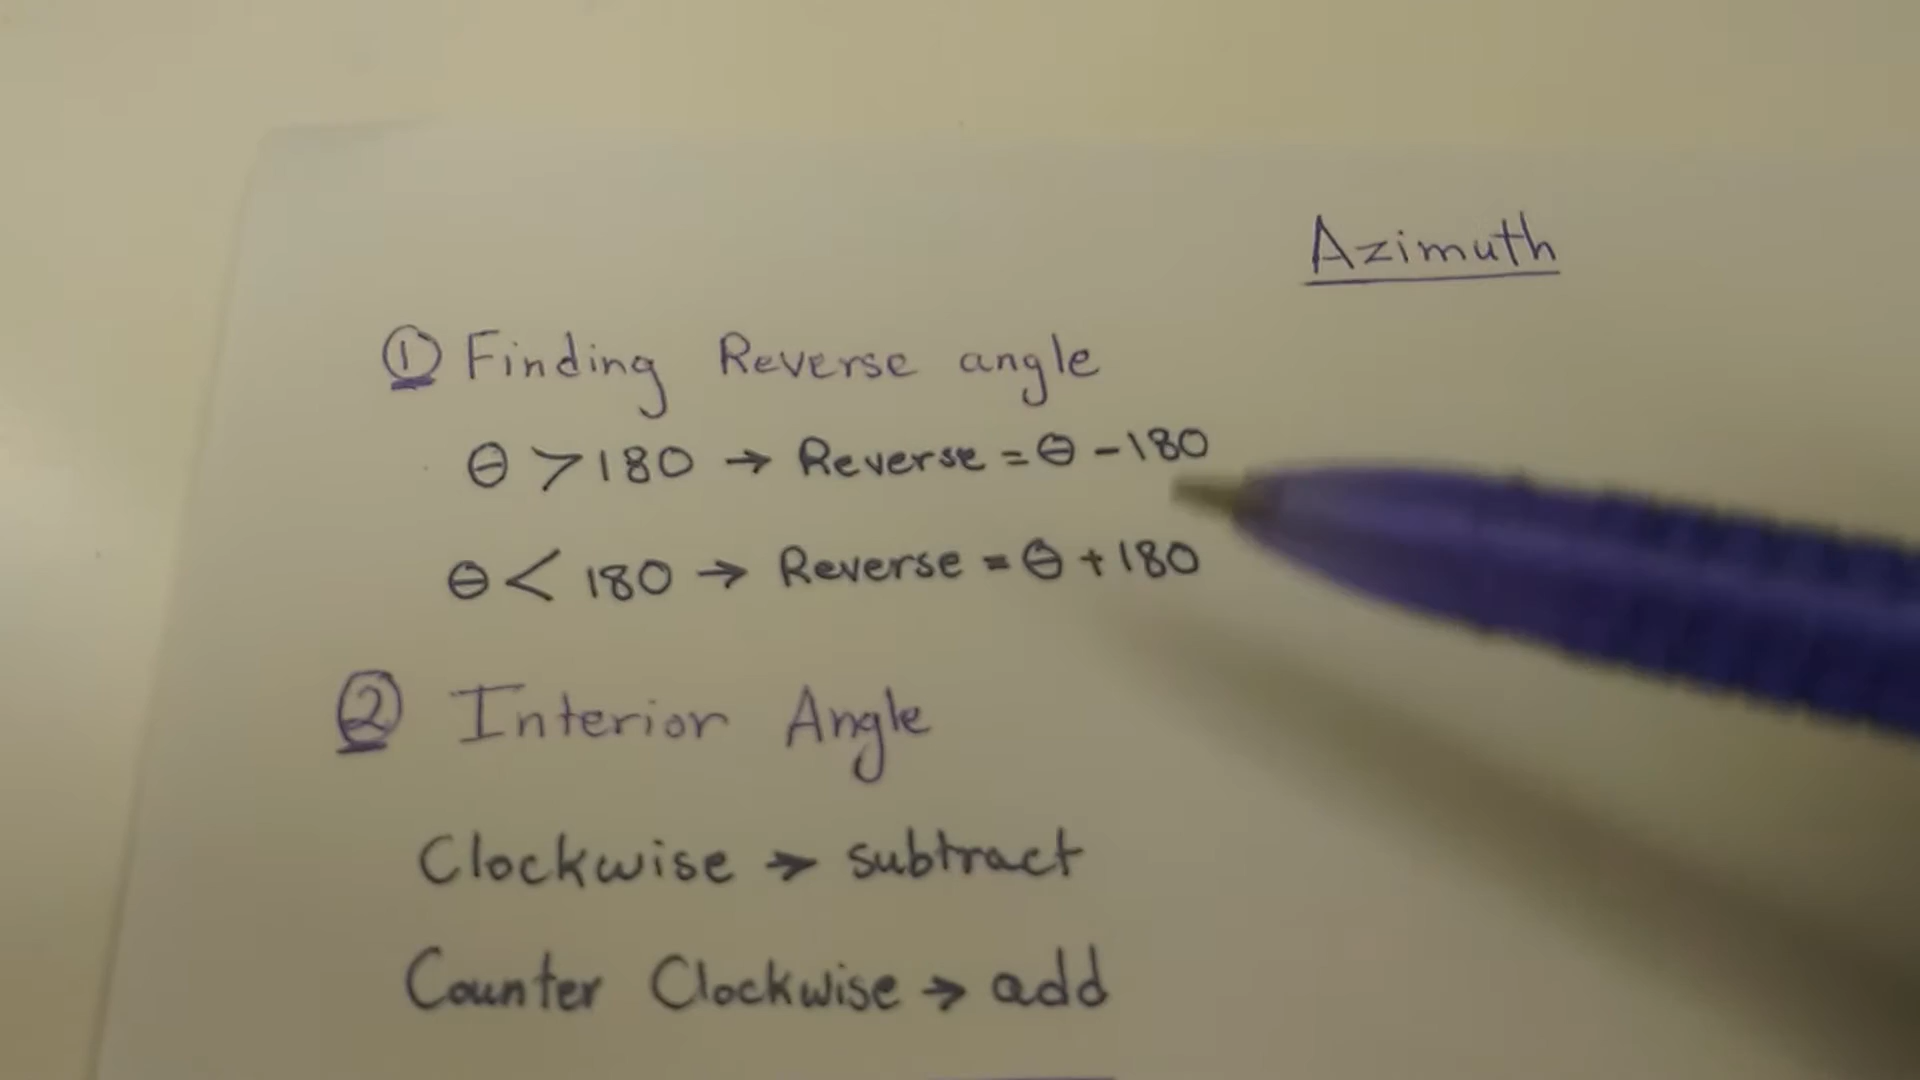 Azimuth
① Finding Reverse angle
θ > 180 → Reverse = θ - 180
θ < 180 → Reverse = θ + 180
② Interior Angle
Clockwise → subtract
Counter Clockwise → add